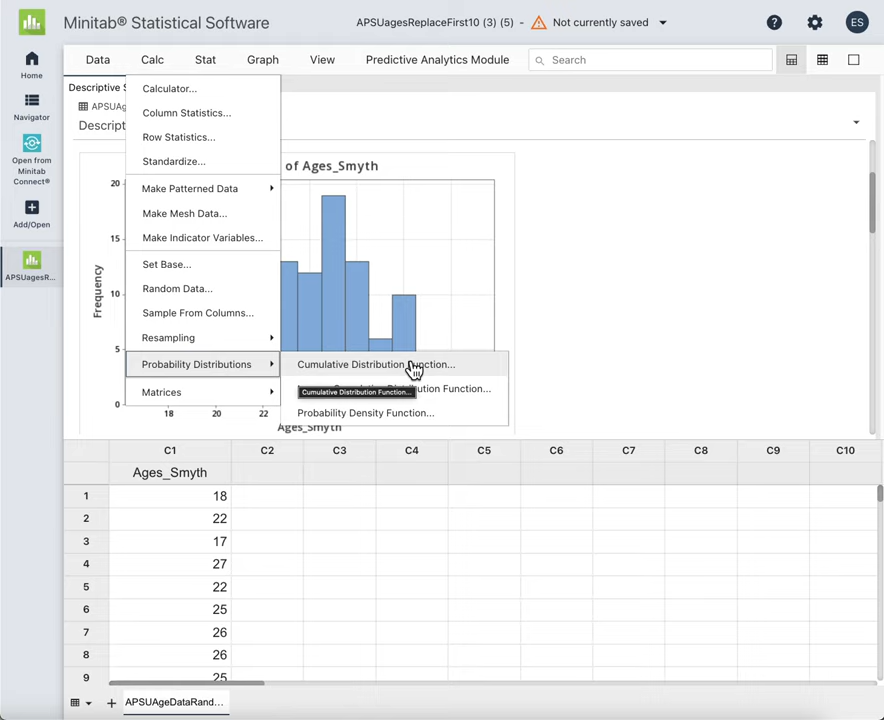 Minitab® Statistical Software
APSUagesReplaceFirst10 (3) (5) - Not currently saved
ES
Home
Navigator
Open from
Minitab
Connect®
Add/Open
APSUagesR...
Data Calc Stat Graph View Predictive Analytics Module Search
Descriptive S
APSUAg
Descript
Calculator...
Column Statistics...
Row Statistics...
Standardize...
Make Patterned Data
Make Mesh Data...
Make Indicator Variables...
Set Base...
Random Data...
Sample From Columns...
Resampling
Probability Distributions
Matrices
Cumulative Distribution Function...
Cumulative Distribution Function...
Probability Density Function...
Cumulative Distribution Function...
of Ages_Smyth
Frequency
20
15
10
5
0
18 20 22
Ages_Smyth
C1 C2 C3 C4 C5 C6 C7 C8 C9 C10
Ages_Smyth
1 18
2 22
3 17
4 27
5 22
6 25
7 26
8 26
9 25
APSUAgeDataRand...